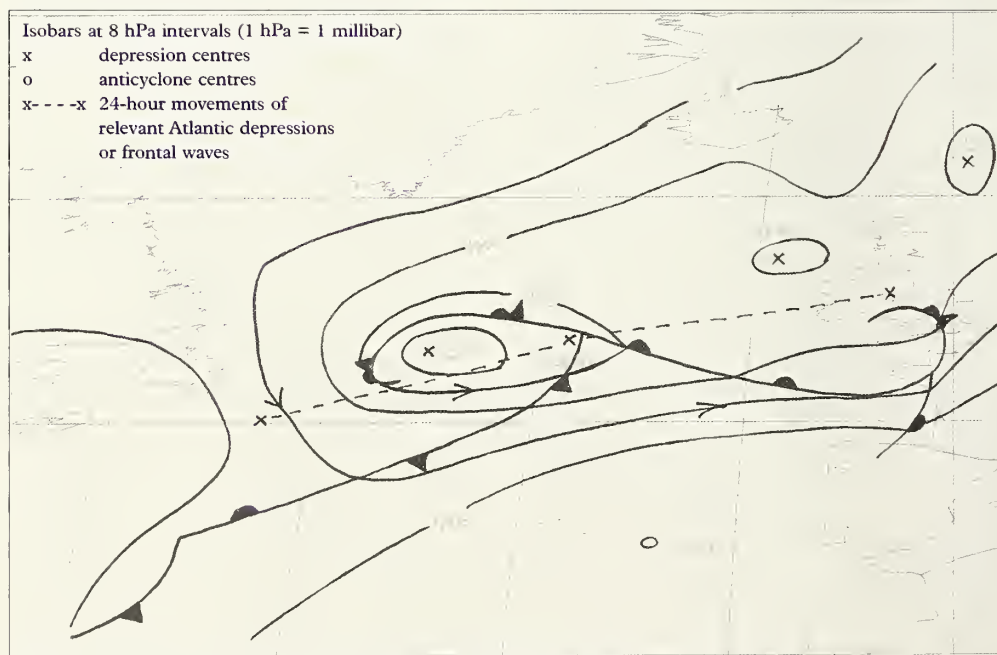 Isobars at 8 hPa intervals (1 hPa = 1 millibar)
x depression centres
o anticyclone centres
x- - - -x 24-hour movements of
relevant Atlantic depressions
or frontal waves